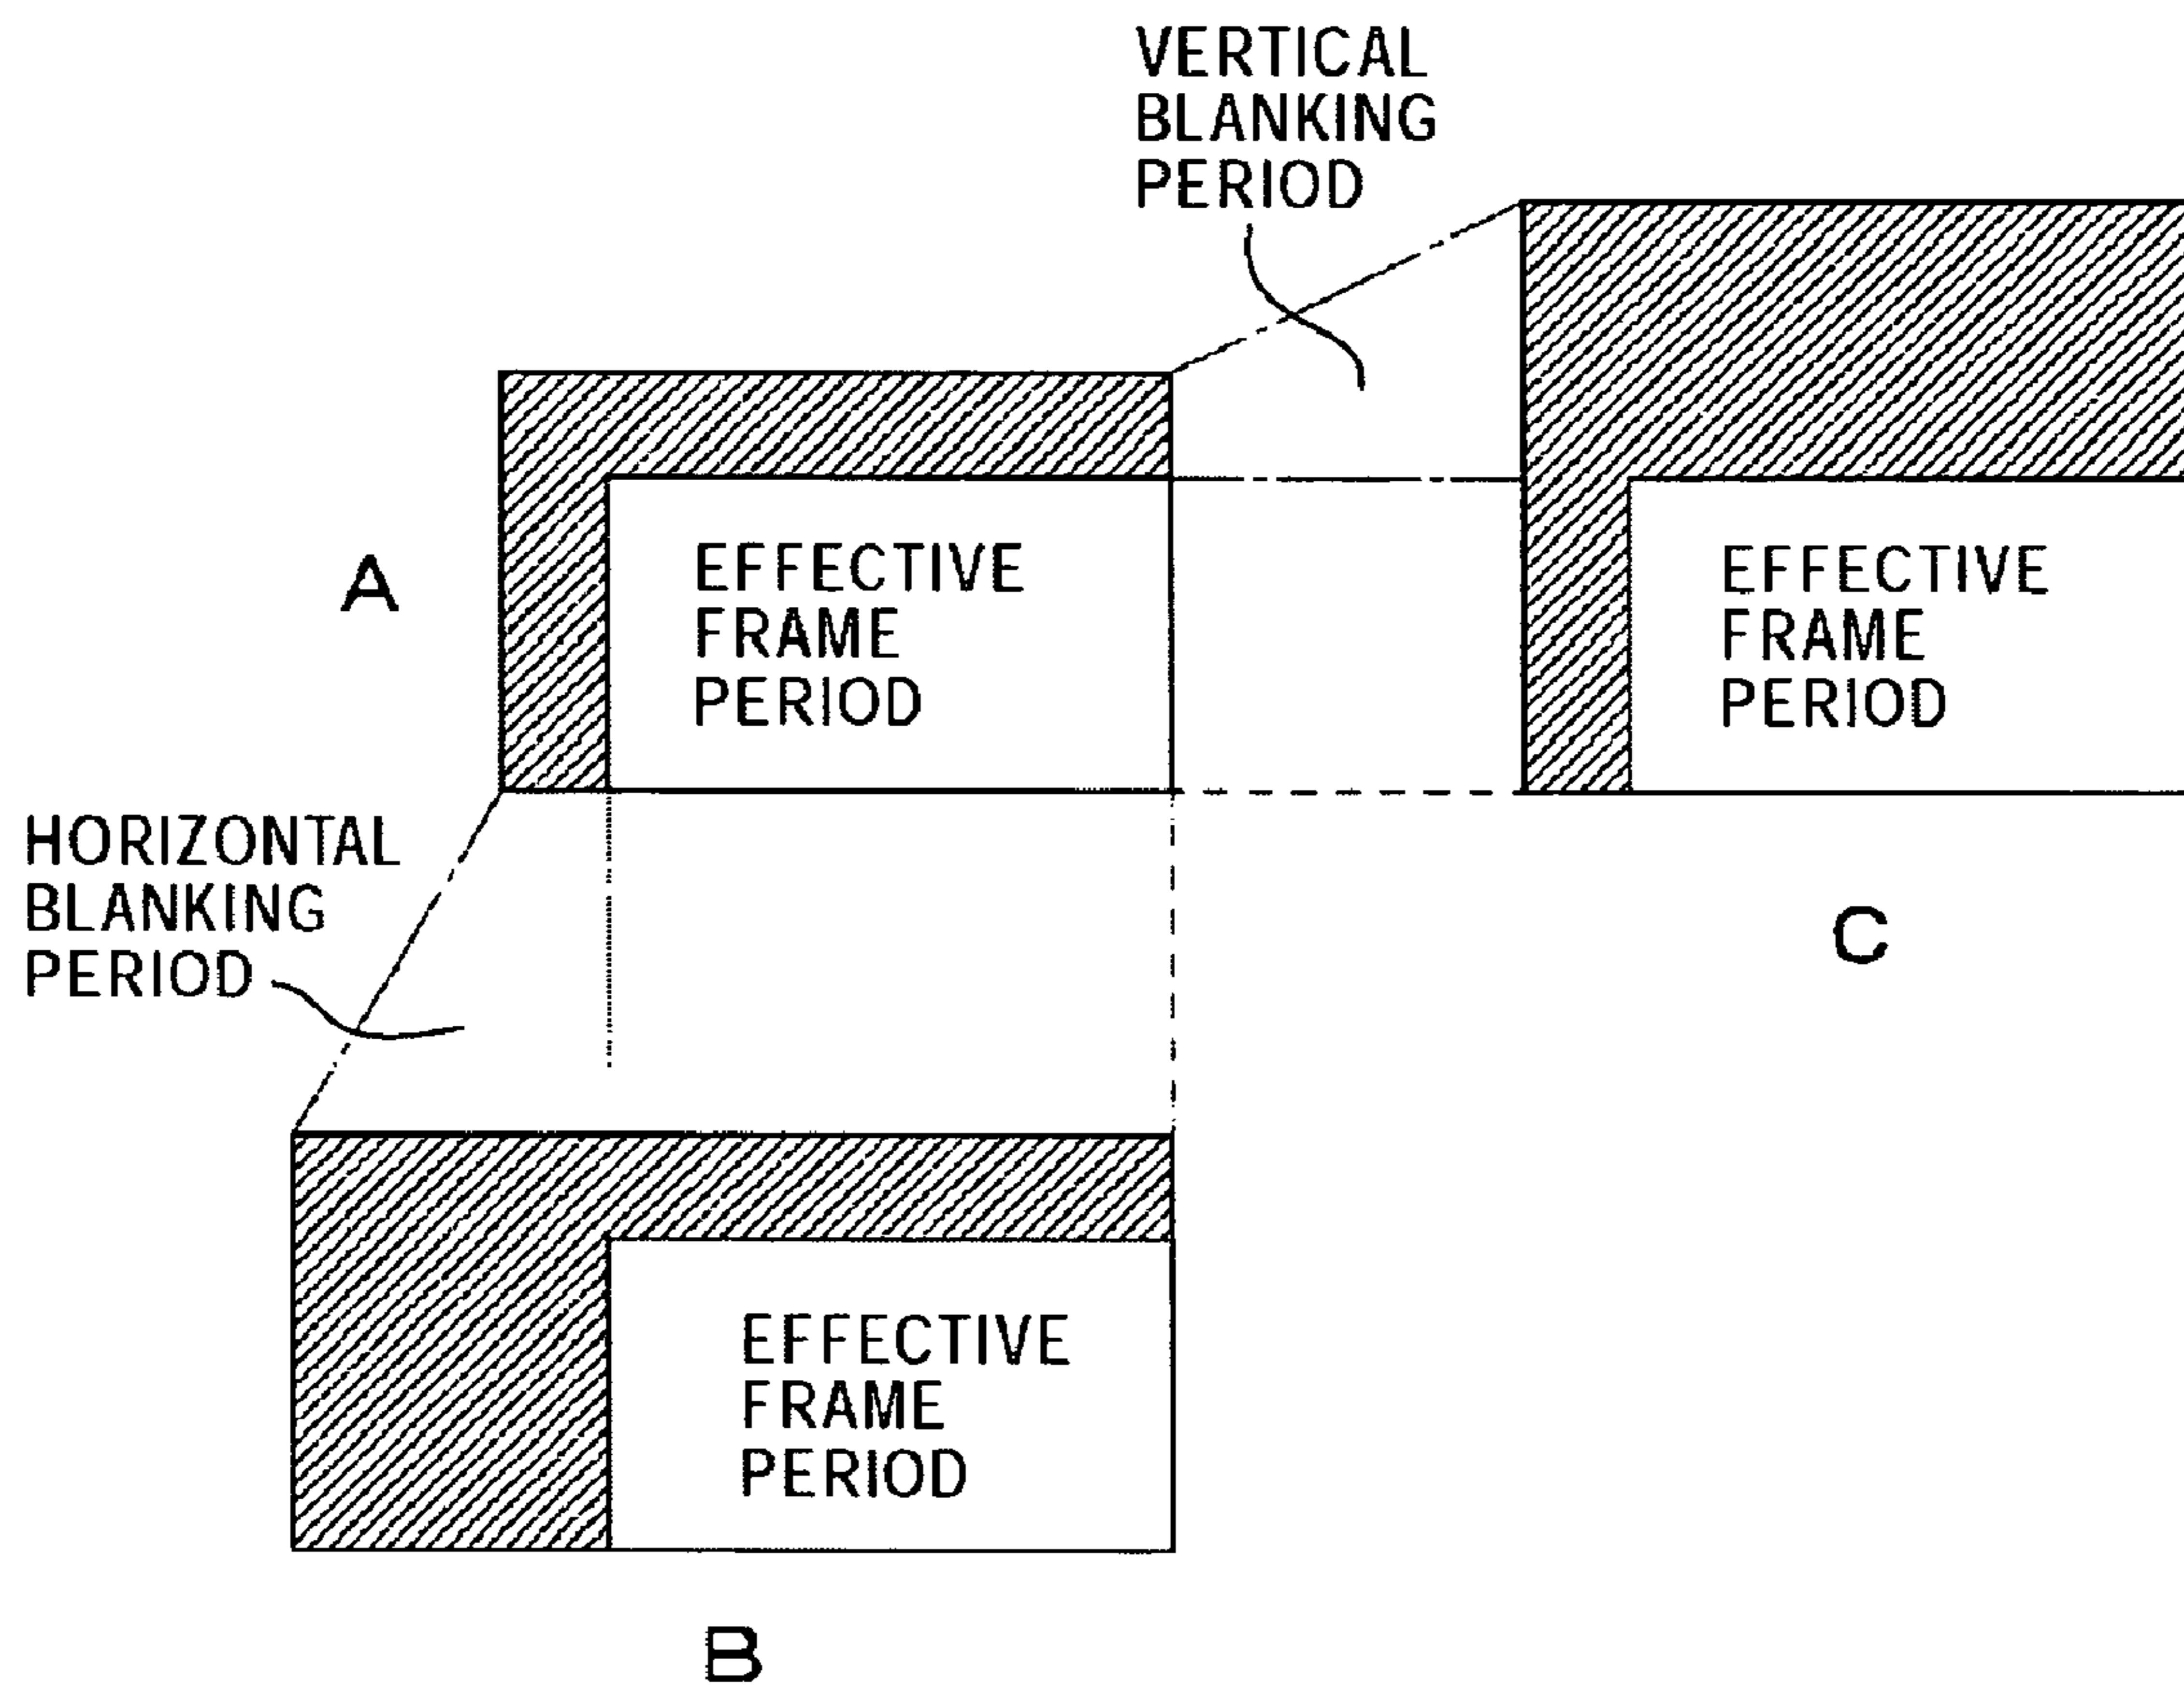 VERTICAL
BLANKING
PERIOD
A
EFFECTIVE
FRAME
PERIOD
EFFECTIVE
FRAME
PERIOD
HORIZONTAL
BLANKING
PERIOD
C
EFFECTIVE
FRAME
PERIOD
B